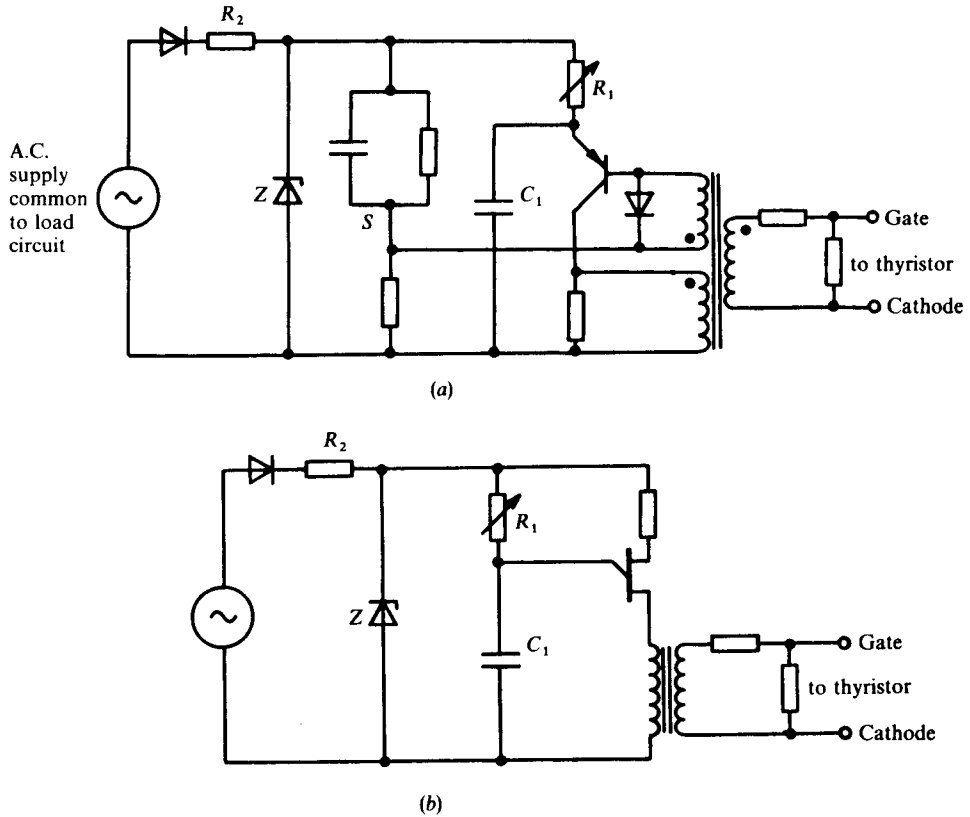 R₂
R₁
A.C.
supply
common
to load
circuit
Z
S
C₁
Gate
to thyristor
Cathode
(a)
R₂
R₁
Z
C₁
Gate
to thyristor
Cathode
(b)